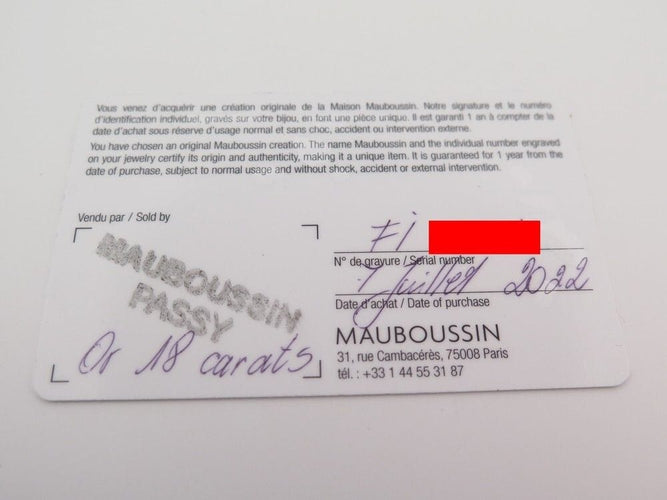 Vous venez d'acquérir une création originale de la Maison Mauboussin. Notre signature et le numéro
d'identification individuel, gravés sur votre bijou, en font une pièce unique. Il est garanti 1 an à compter de la
date d'achat sous réserve d'usage normal et sans choc, accident ou intervention externe.
You have chosen an original Mauboussin creation. The name Mauboussin and the individual number engraved
on your jewelry certify its origin and authenticity, making it a unique item. It is guaranteed for 1 year from the
date of purchase, subject to normal usage and without shock, accident or external intervention.
Vendu par / Sold by
MAUBOUSSIN
PASSY
Or 18 carats
FI
N° de gravure / Serial number
7 Juillet 2022
Date d'achat / Date of purchase
MAUBOUSSIN
31, rue Cambacérès, 75008 Paris
tél. : +33 1 44 55 31 87